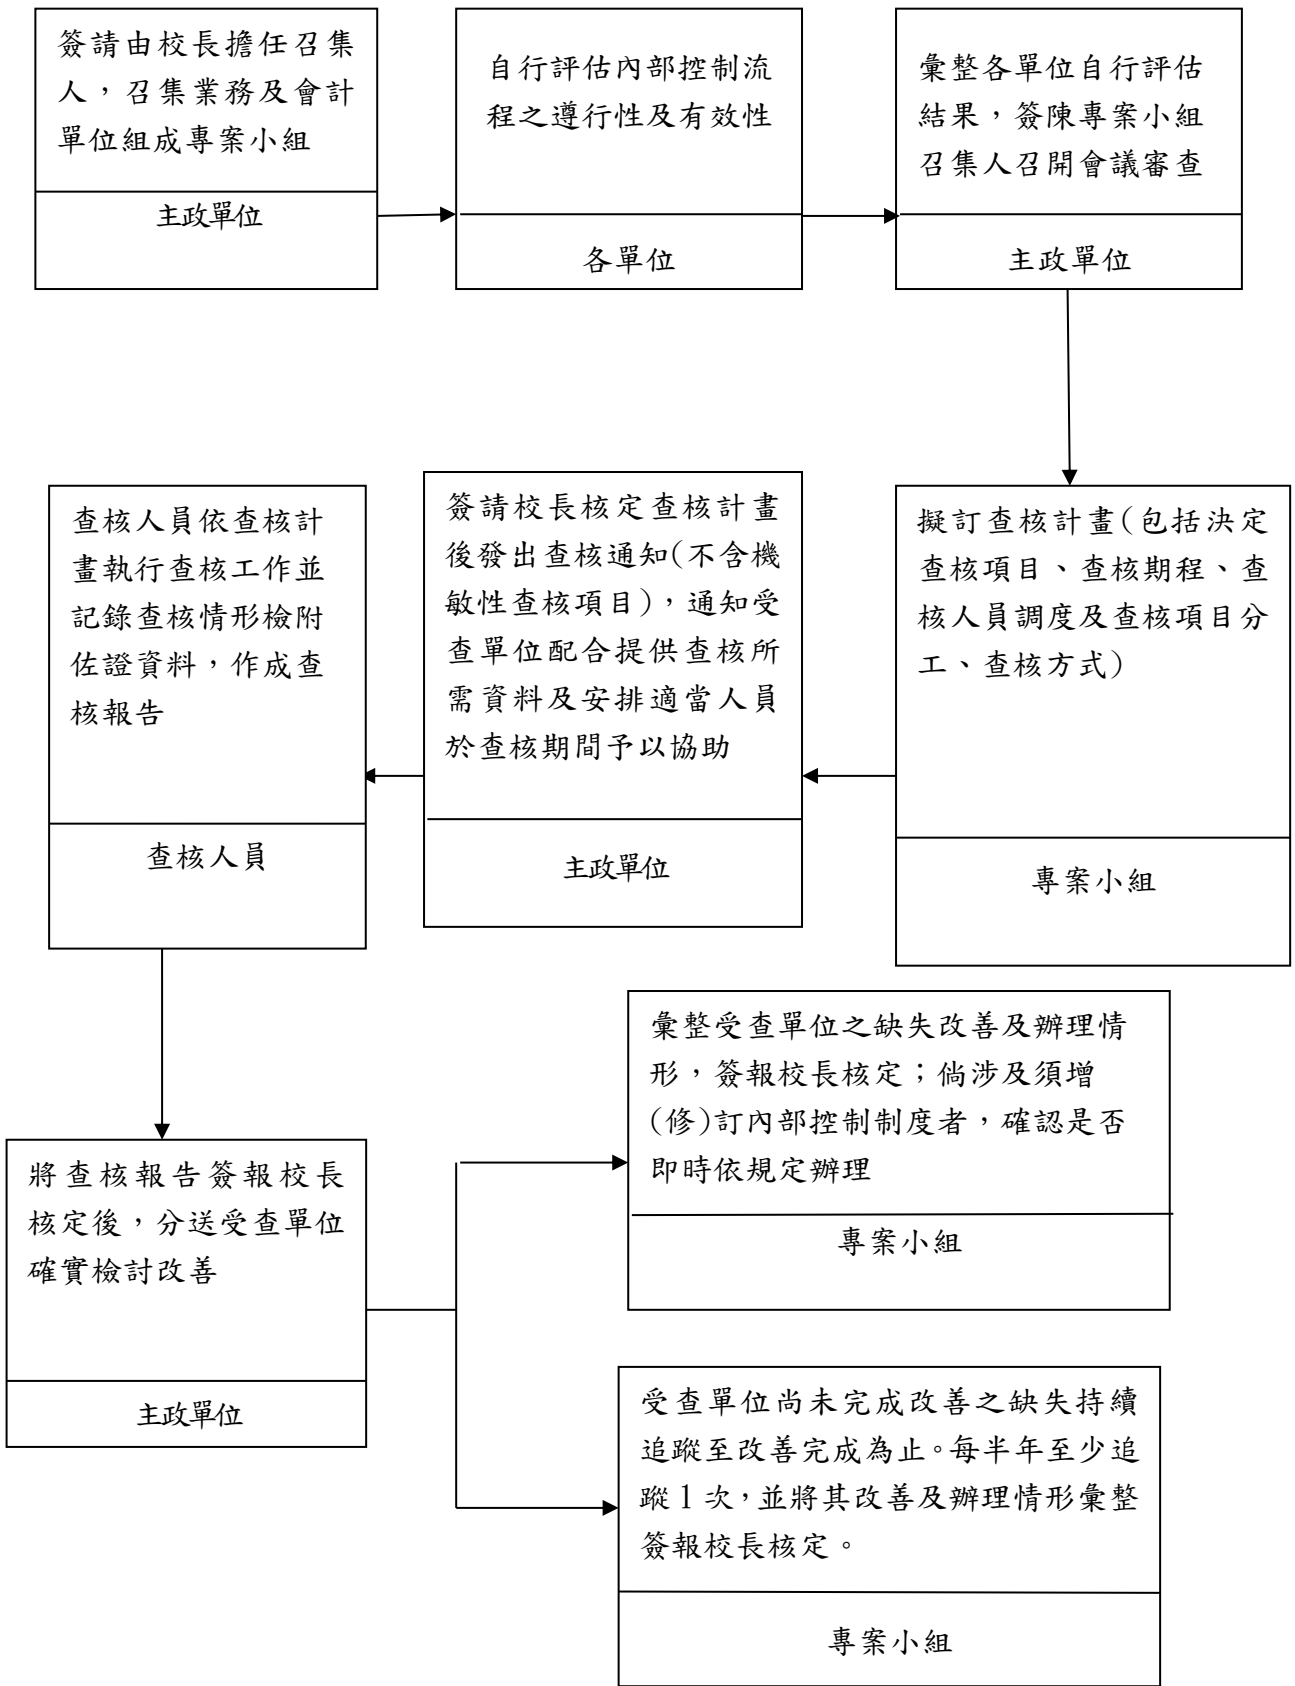 簽請由校長擔任召集
人，召集業務及會計
單位組成專案小組
主政單位
自行評估內部控制流
程之遵行性及有效性
各單位
彙整各單位自行評估
結果，簽陳專案小組
召集人召開會議審查
主政單位
擬訂查核計畫(包括決定
查核項目、查核期程、查
核人員調度及查核項目分
工、查核方式)
專案小組
簽請校長核定查核計畫
後發出查核通知(不含機
敏性查核項目)，通知受
查單位配合提供查核所
需資料及安排適當人員
於查核期間予以協助
主政單位
查核人員依查核計
畫執行查核工作並
記錄查核情形檢附
佐證資料，作成查
核報告
查核人員
將查核報告簽報校長
核定後，分送受查單位
確實檢討改善
主政單位
彙整受查單位之缺失改善及辦理情
形，簽報校長核定；倘涉及須增
(修)訂內部控制制度者，確認是否
即時依規定辦理
專案小組
受查單位尚未完成改善之缺失持續
追蹤至改善完成為止。每半年至少追
蹤1次，並將其改善及辦理情形彙整
簽報校長核定。
專案小組